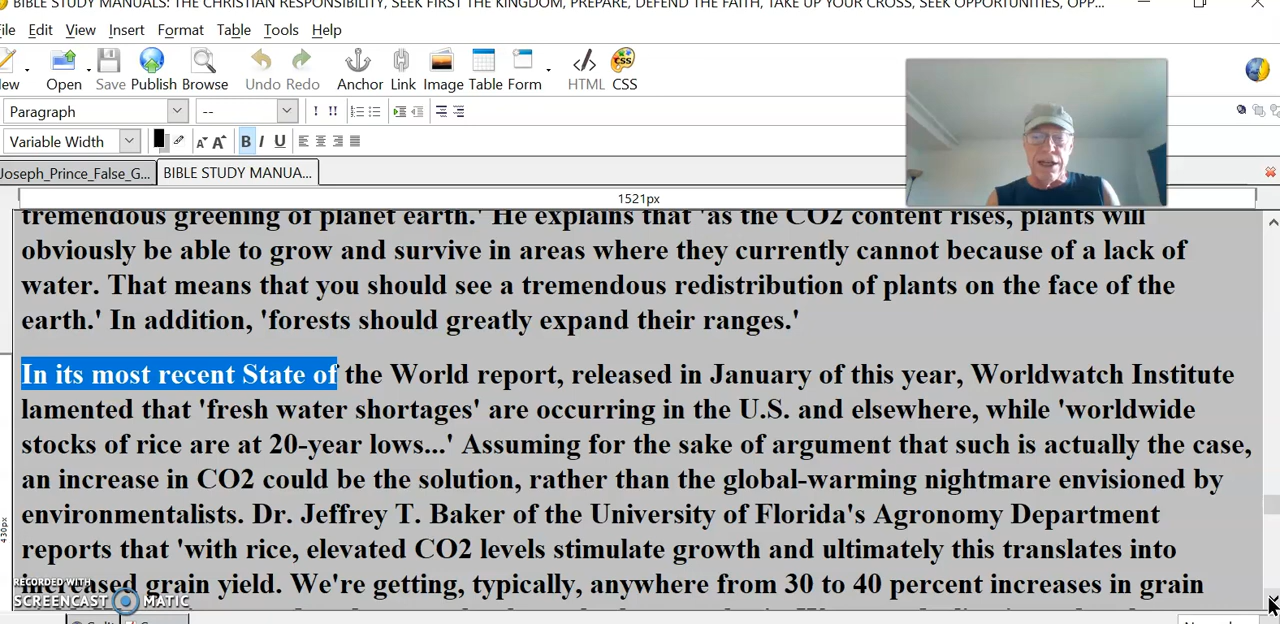 BIBLE STUDY MANUALS: THE CHRISTIAN RESPONSIBILITY, SEEK FIRST THE KINGDOM, PREPARE, DEFEND THE FAITH, TAKE UP YOUR CROSS, SEEK OPPORTUNITIES, OPP...
File Edit View Insert Format Table Tools Help
New Open Save Publish Browse Undo Redo Anchor Link Image Table Form HTML CSS
Paragraph -- ! !!
Variable Width B I U
Joseph_Prince_False_G... BIBLE STUDY MANUA...
1521px
tremendous greening of planet earth.' He explains that 'as the CO2 content rises, plants will
obviously be able to grow and survive in areas where they currently cannot because of a lack of
water. That means that you should see a tremendous redistribution of plants on the face of the
earth.' In addition, 'forests should greatly expand their ranges.'
In its most recent State of the World report, released in January of this year, Worldwatch Institute
lamented that 'fresh water shortages' are occurring in the U.S. and elsewhere, while 'worldwide
stocks of rice are at 20-year lows...' Assuming for the sake of argument that such is actually the case,
an increase in CO2 could be the solution, rather than the global-warming nightmare envisioned by
environmentalists. Dr. Jeffrey T. Baker of the University of Florida's Agronomy Department
reports that 'with rice, elevated CO2 levels stimulate growth and ultimately this translates into
increased grain yield. We're getting, typically, anywhere from 30 to 40 percent increases in grain
430px
RECORDED WITH
SCREENCAST MATIC